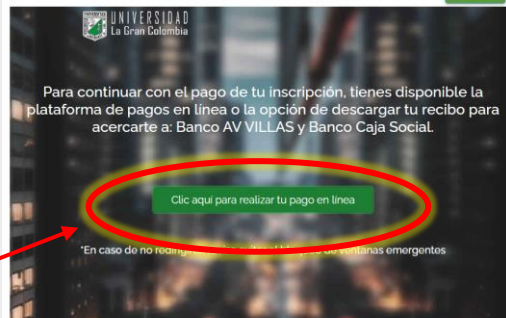 UNIVERSIDAD
La Gran Colombia
Para continuar con el pago de tu inscripción, tienes disponible la
plataforma de pagos en línea o la opción de descargar tu recibo para
acercarte a: Banco AV VILLAS y Banco Caja Social.
Clic aquí para realizar tu pago en línea
*En caso de no de ventanas emergentes